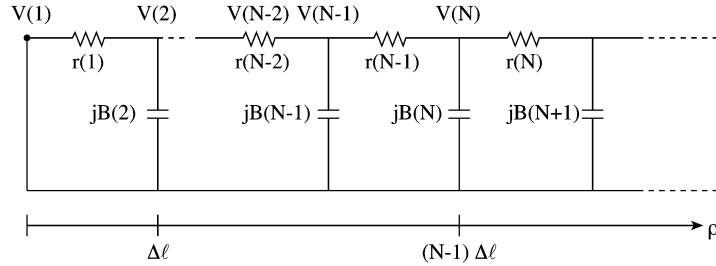 V(1) V(2) V(N-2) V(N-1) V(N)
r(1) r(N-2) r(N-1) r(N)
jB(2) jB(N-1) jB(N) jB(N+1)
ρ
Δℓ (N-1) Δℓ